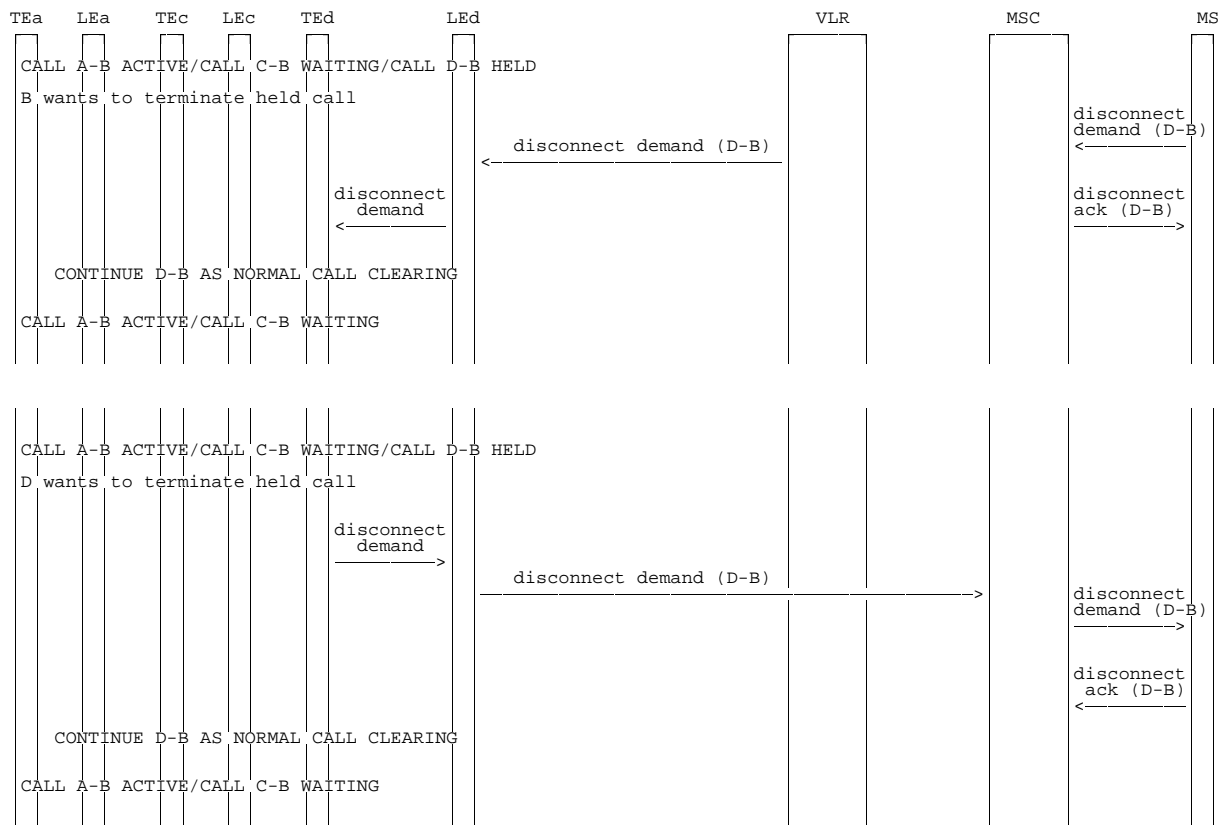 TEa LEa TEc LEc TEd LEd VLR MSC MS
CALL A-B ACTIVE/CALL C-B WAITING/CALL D-B HELD
B wants to terminate held call
disconnect
demand (D-B)
disconnect demand (D-B)
disconnect
demand
disconnect
ack (D-B)
CONTINUE D-B AS NORMAL CALL CLEARING
CALL A-B ACTIVE/CALL C-B WAITING
CALL A-B ACTIVE/CALL C-B WAITING/CALL D-B HELD
D wants to terminate held call
disconnect
demand
disconnect demand (D-B)
disconnect
demand (D-B)
disconnect
ack (D-B)
CONTINUE D-B AS NORMAL CALL CLEARING
CALL A-B ACTIVE/CALL C-B WAITING